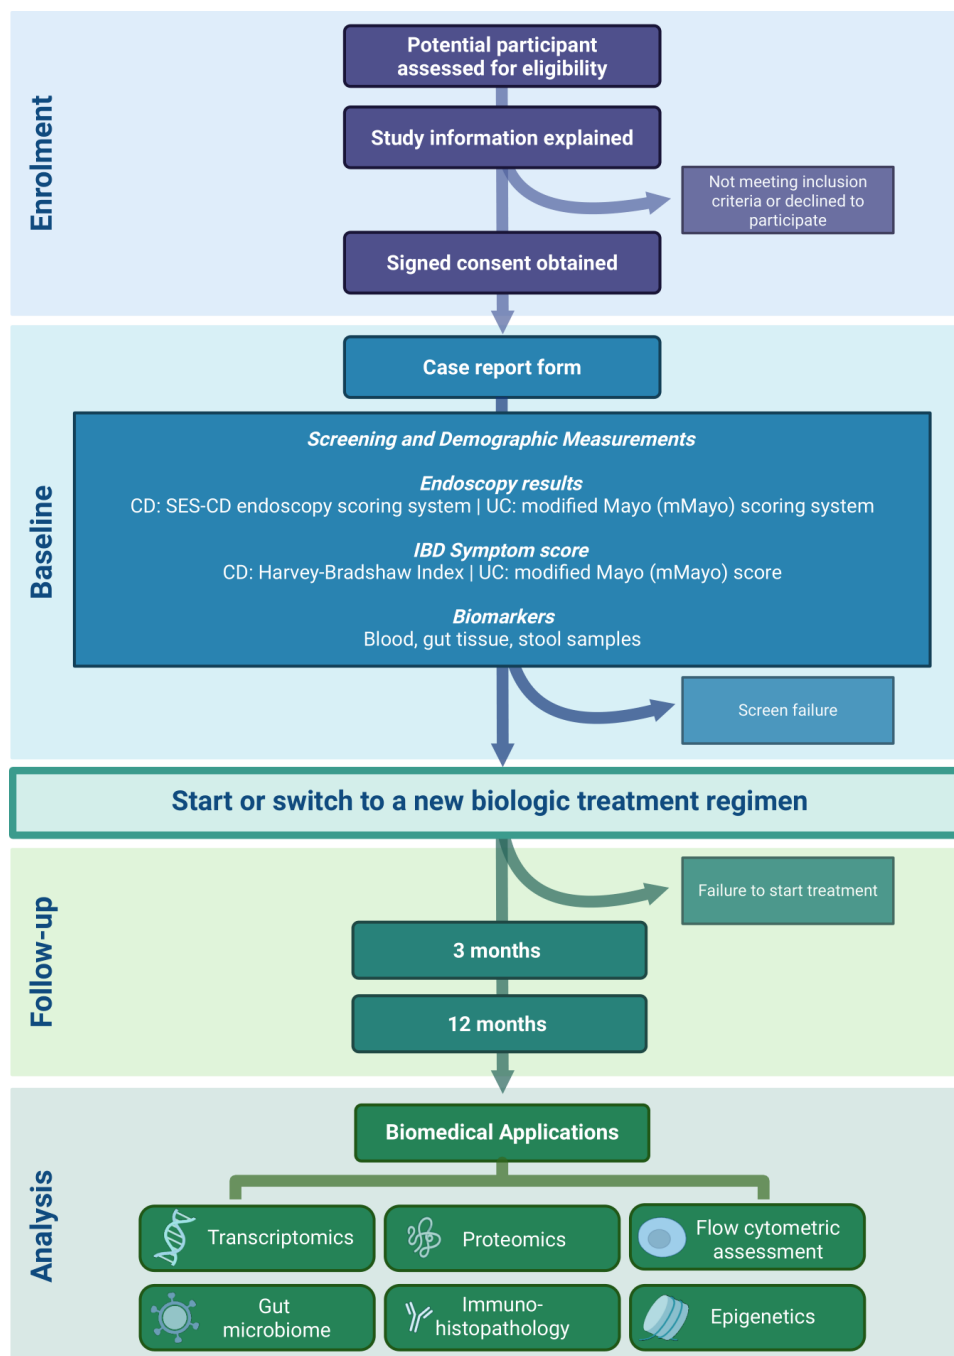 Enrolment
Potential participant
assessed for eligibility
Study information explained
Not meeting inclusion
criteria or declined to
participate
Signed consent obtained
Baseline
Case report form
Screening and Demographic Measurements
Endoscopy results
CD: SES-CD endoscopy scoring system | UC: modified Mayo (mMayo) scoring system
IBD Symptom score
CD: Harvey-Bradshaw Index | UC: modified Mayo (mMayo) score
Biomarkers
Blood, gut tissue, stool samples
Screen failure
Start or switch to a new biologic treatment regimen
Follow-up
Failure to start treatment
3 months
12 months
Analysis
Biomedical Applications
Transcriptomics
Proteomics
Flow cytometric
assessment
Gut
microbiome
Immuno-
histopathology
Epigenetics